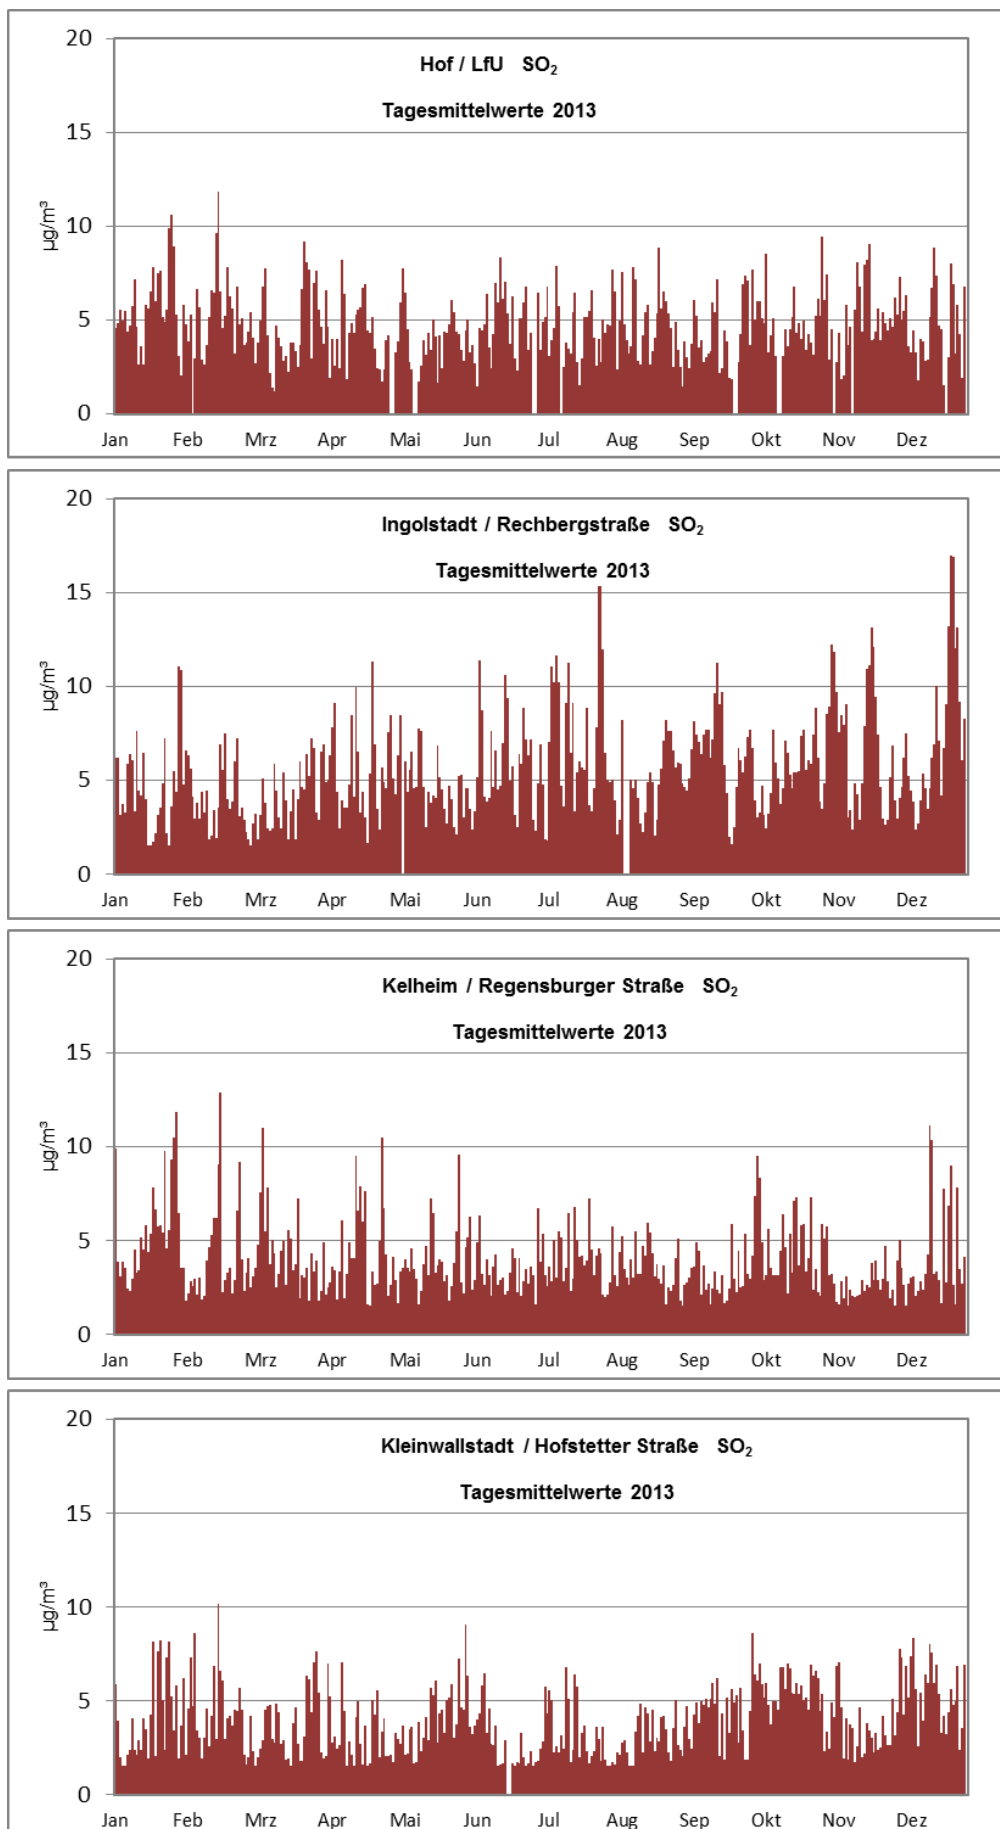 20
Hof / LfU SO₂
Tagesmittelwerte 2013
15
10
µg/m³
5
0
Jan Feb Mrz Apr Mai Jun Jul Aug Sep Okt Nov Dez
20
Ingolstadt / Rechbergstraße SO₂
Tagesmittelwerte 2013
15
10
µg/m³
5
0
Jan Feb Mrz Apr Mai Jun Jul Aug Sep Okt Nov Dez
20
Kelheim / Regensburger Straße SO₂
Tagesmittelwerte 2013
15
10
µg/m³
5
0
Jan Feb Mrz Apr Mai Jun Jul Aug Sep Okt Nov Dez
20
Kleinwallstadt / Hofstetter Straße SO₂
Tagesmittelwerte 2013
15
10
µg/m³
5
0
Jan Feb Mrz Apr Mai Jun Jul Aug Sep Okt Nov Dez